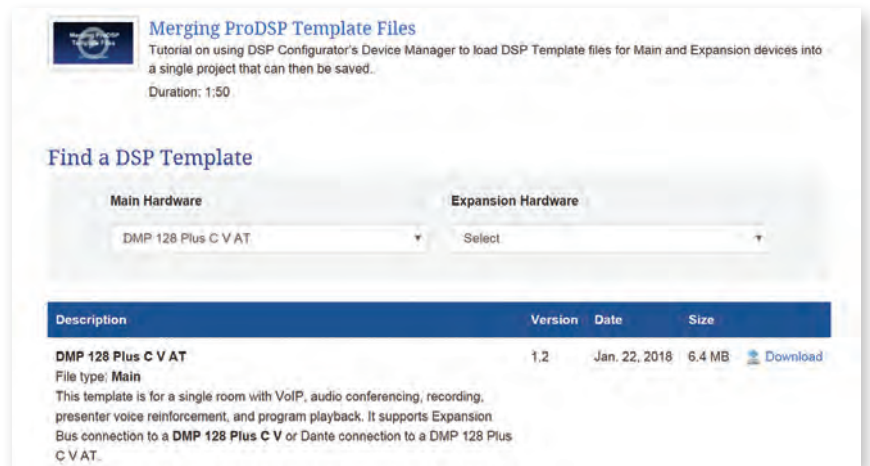 Merging ProDSP
Template Files
Merging ProDSP Template Files
Tutorial on using DSP Configurator's Device Manager to load DSP Template files for Main and Expansion devices into
a single project that can then be saved.
Duration: 1:50
Find a DSP Template
Main Hardware
Expansion Hardware
DMP 128 Plus C V AT
Select
Description Version Date Size
DMP 128 Plus C V AT 1.2 Jan. 22, 2018 6.4 MB Download
File type: Main
This template is for a single room with VoIP, audio conferencing, recording,
presenter voice reinforcement, and program playback. It supports Expansion
Bus connection to a DMP 128 Plus C V or Dante connection to a DMP 128 Plus
C V AT.